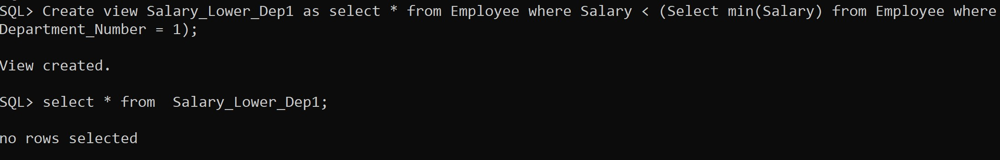 SQL> Create view Salary_Lower_Dep1 as select * from Employee where Salary < (Select min(Salary) from Employee where
Department_Number = 1);
View created.
SQL> select * from  Salary_Lower_Dep1;
no rows selected